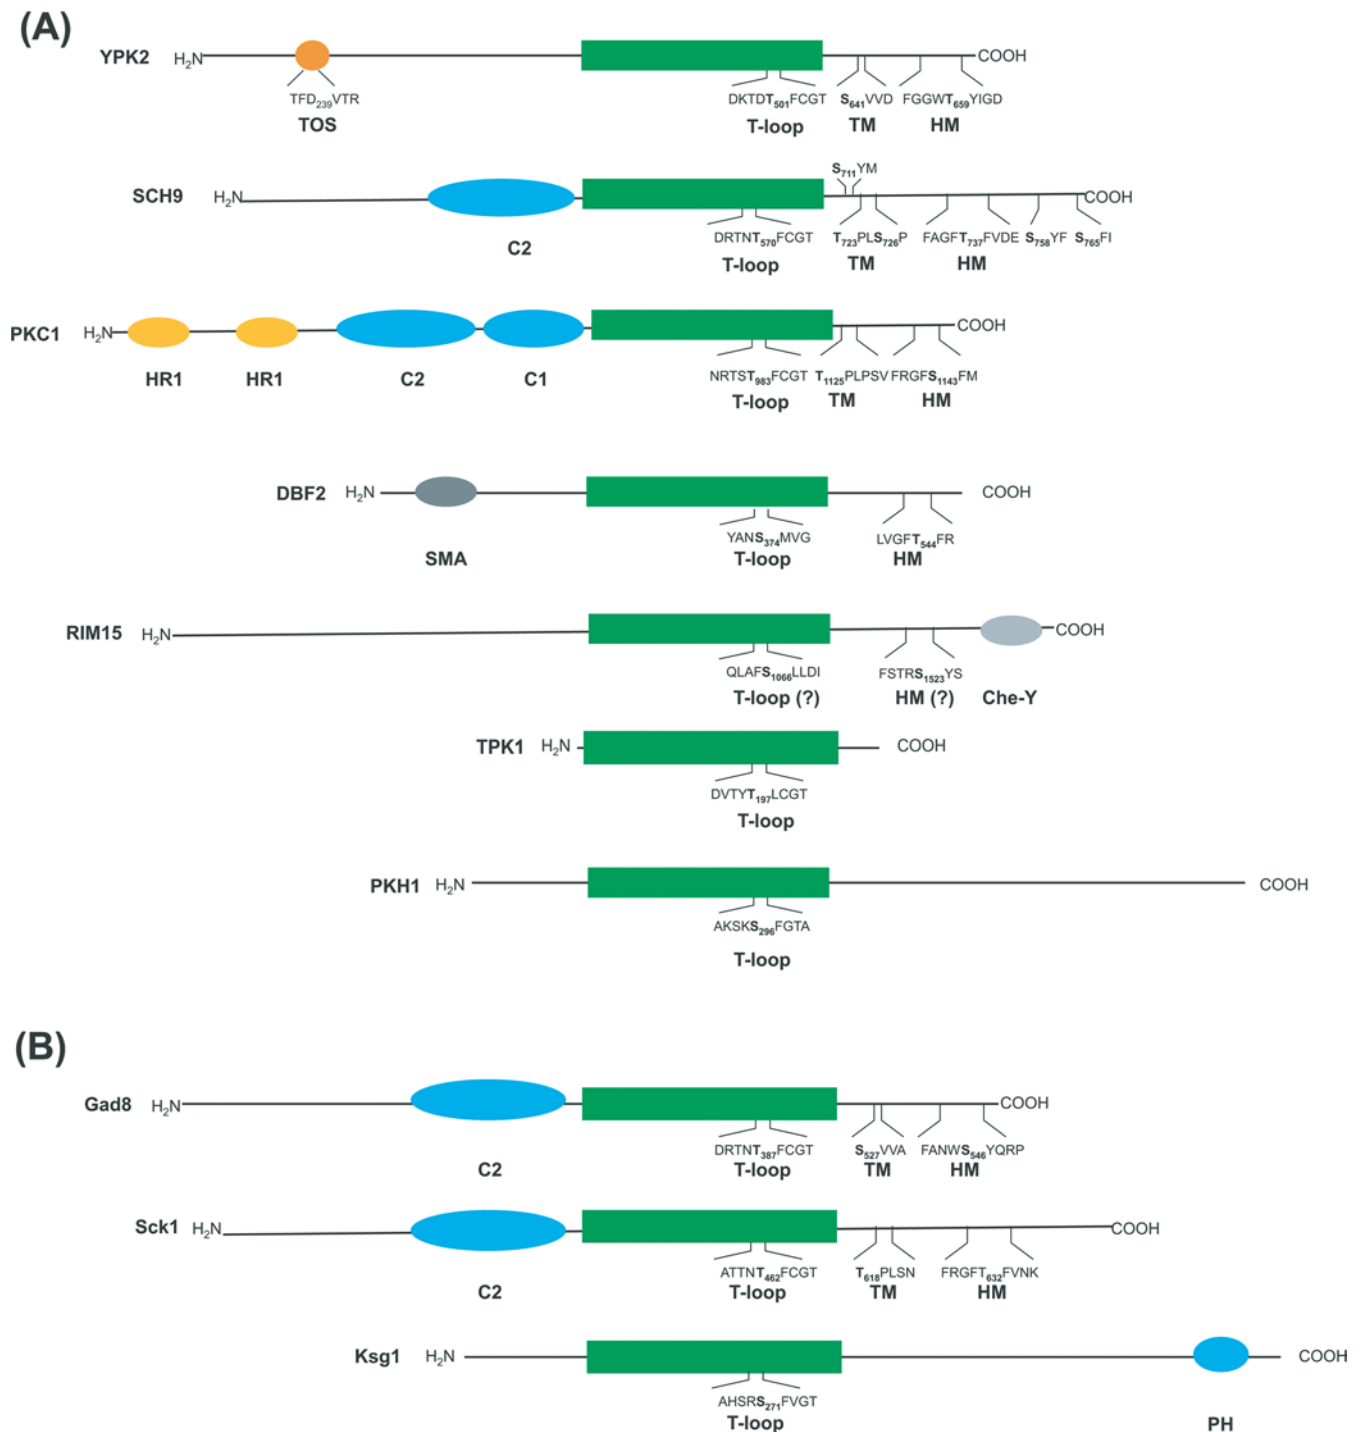 (A)
YPK2 H₂N COOH
TFD₂₃₉VTR DKTDT₅₀₁FCGT S₆₄₁VVD FGGWT₆₅₉YIGD
TOS T-loop TM HM
S₇₁₁YM
SCH9 H₂N COOH
DRTNT₅₇₀FCGT T₇₂₃PLS₇₂₆P FAGFT₇₃₇FVDE S₇₅₈YF S₇₆₅FI
C2 T-loop TM HM
PKC1 H₂N COOH
NRTST₉₈₃FCGT T₁₁₂₅PLPSV FRGFS₁₁₄₃FM
HR1 HR1 C2 C1 T-loop TM HM
DBF2 H₂N COOH
YANS₃₇₄MVG LVGFT₅₄₄FR
SMA T-loop HM
RIM15 H₂N COOH
QLAFS₁₀₆₆LLDI FSTRS₁₅₂₃YS
T-loop (?) HM (?) Che-Y
TPK1 H₂N COOH
DVTYT₁₉₇LCGT
T-loop
PKH1 H₂N COOH
AKSKS₂₉₆FGTA
T-loop
(B)
Gad8 H₂N COOH
DRTNT₃₈₇FCGT S₅₂₇VVA FANWS₅₄₆YQRP
C2 T-loop TM HM
Sck1 H₂N COOH
ATTNT₄₆₂FCGT T₆₁₈PLSN FRGFT₆₃₂FVNK
C2 T-loop TM HM
Ksg1 H₂N COOH
AHSRS₂₇₁FVGT
T-loop PH